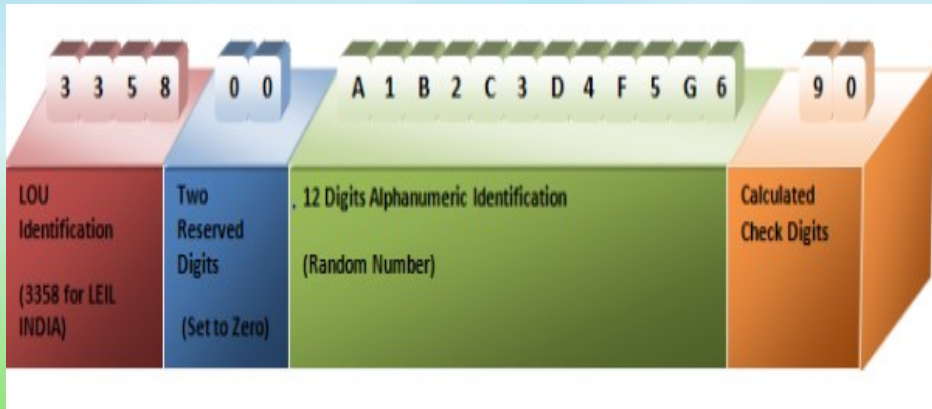 3 3 5 8 0 0 A 1 B 2 C 3 D 4 F 5 G 6 9 0
LOU
Identification
(3358 for LEIL
INDIA)
Two
Reserved
Digits
(Set to Zero)
. 12 Digits Alphanumeric Identification
(Random Number)
Calculated
Check Digits